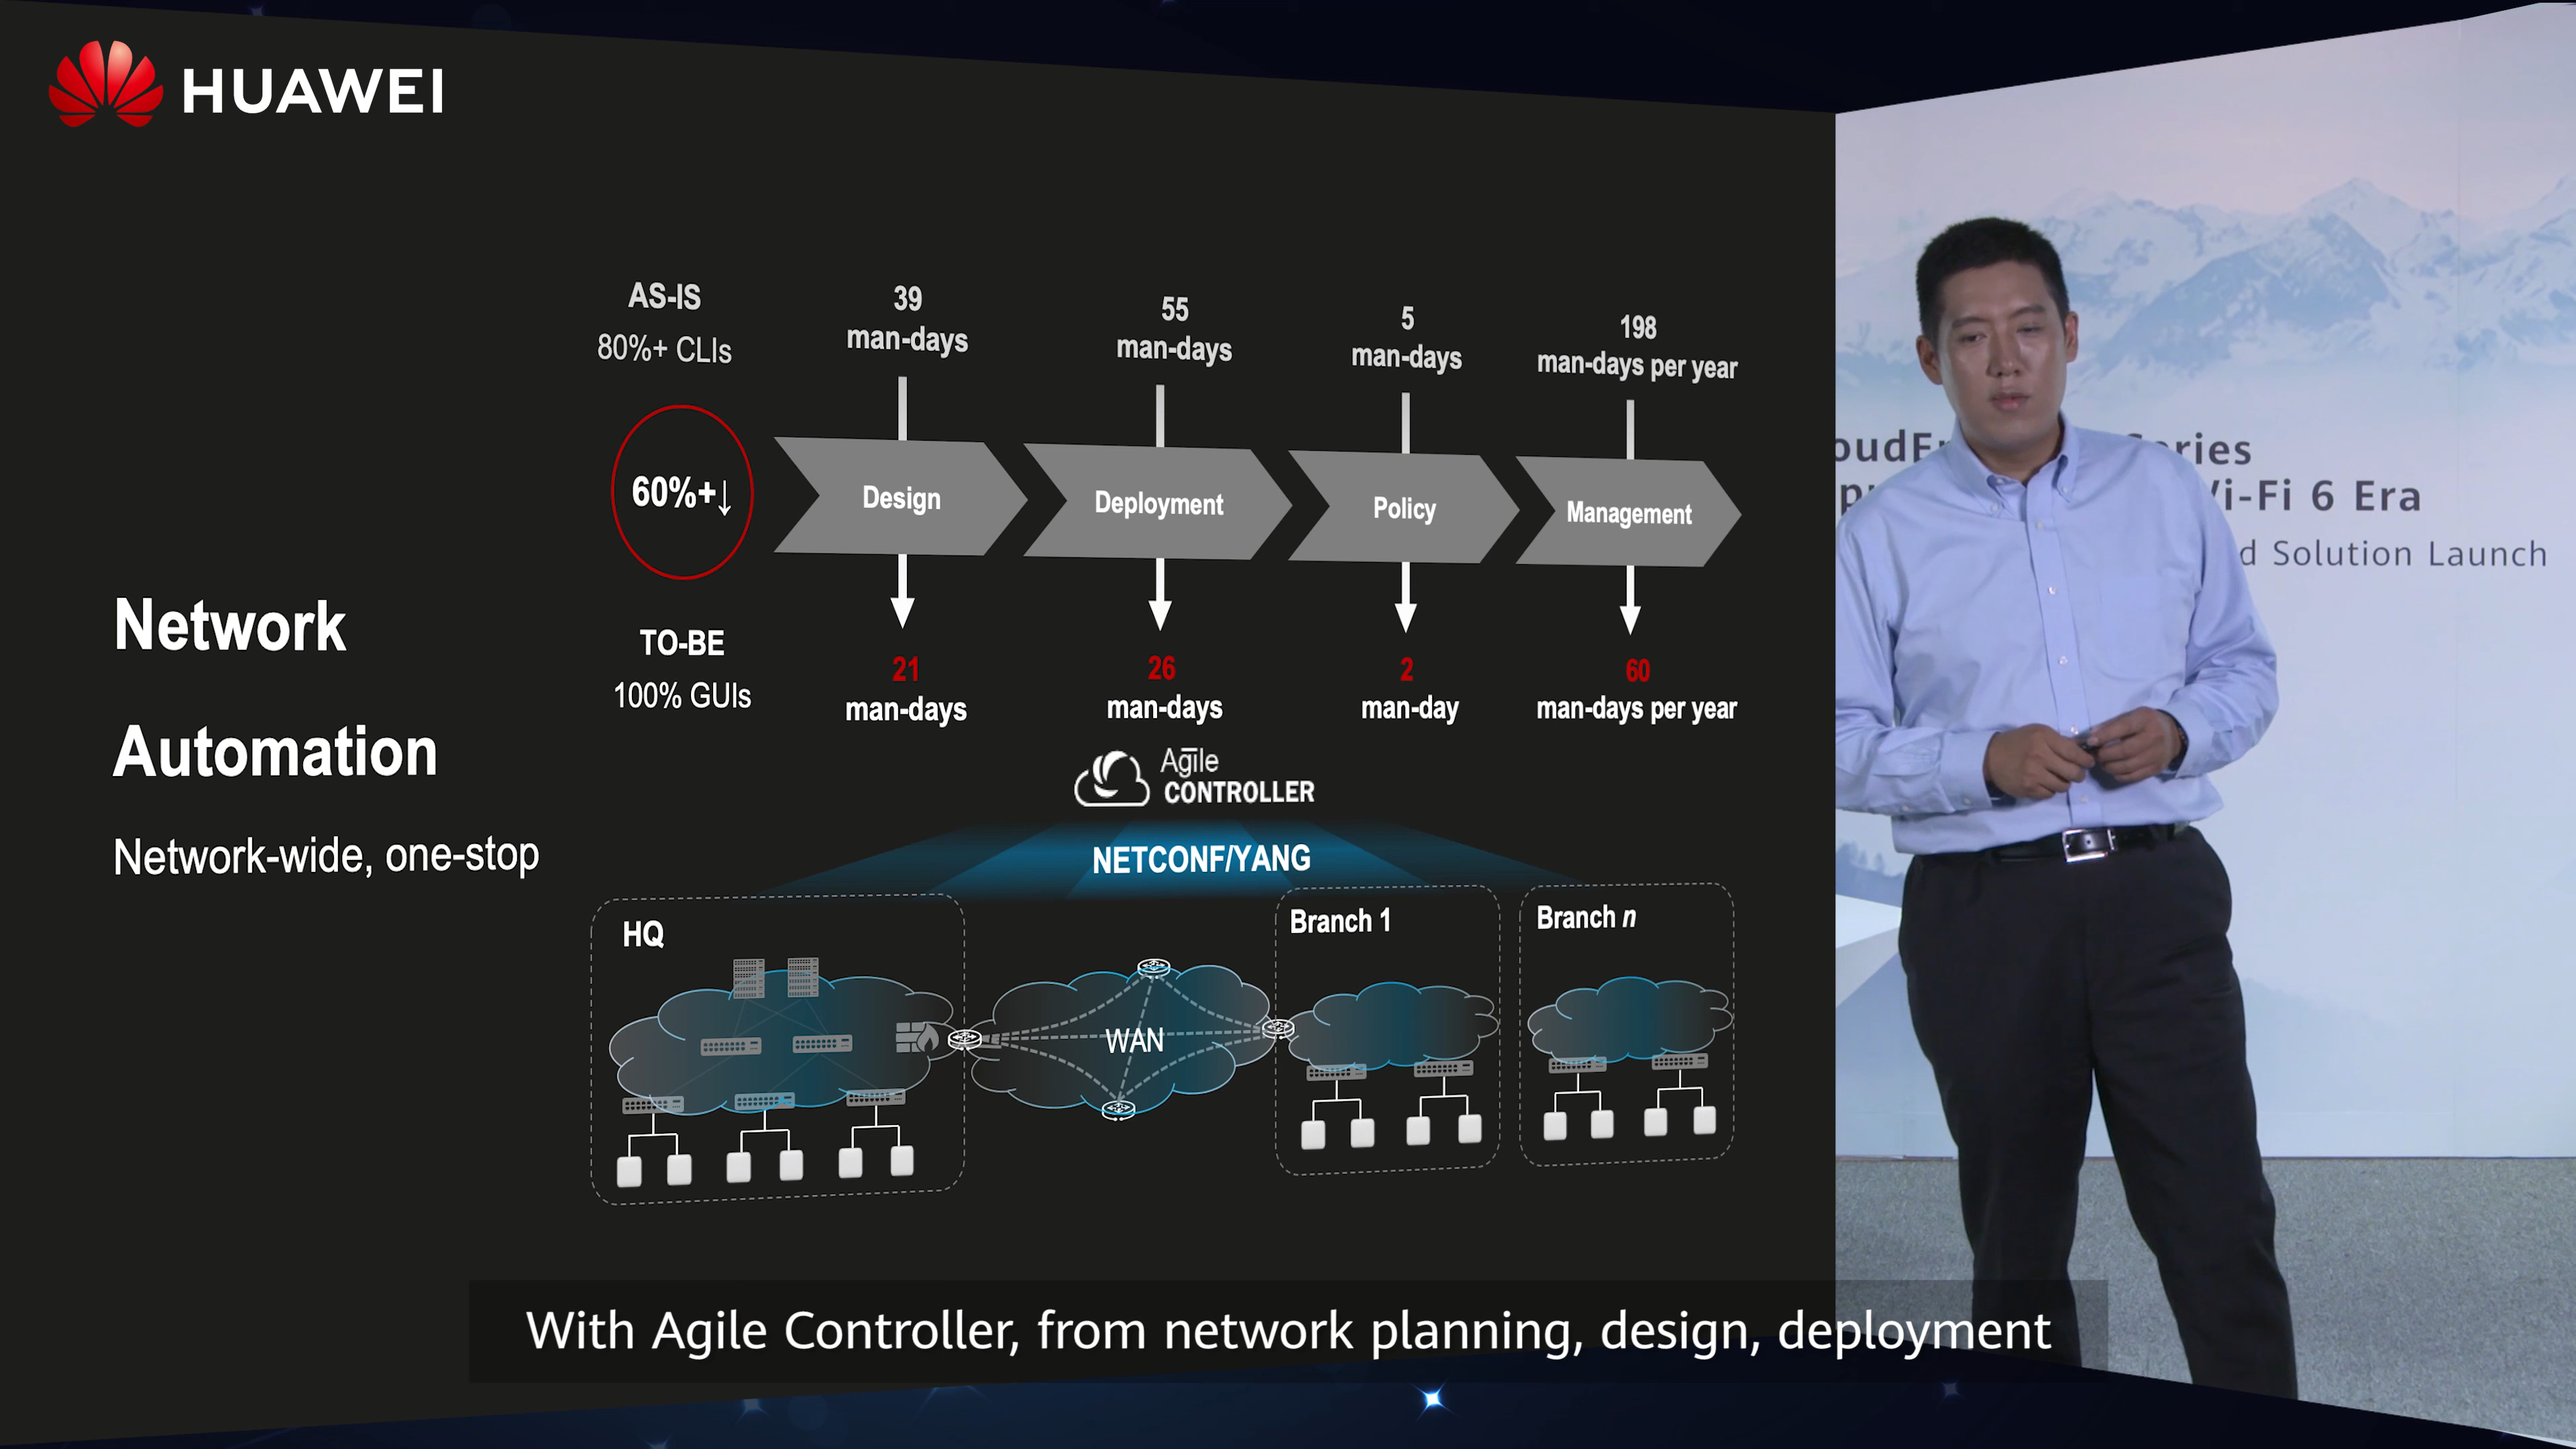 HUAWEI
AS-IS
80%+ CLIs
39
man-days
55
man-days
5
man-days
198
man-days per year
60%+↓
Design
Deployment
Policy
Management
TO-BE
100% GUIs
21
man-days
26
man-days
2
man-day
60
man-days per year
Network
Automation
Network-wide, one-stop
Agile
CONTROLLER
NETCONF/YANG
HQ
WAN
Branch 1
Branch n
ries
i-Fi 6 Era
d Solution Launch
With Agile Controller, from network planning, design, deployment